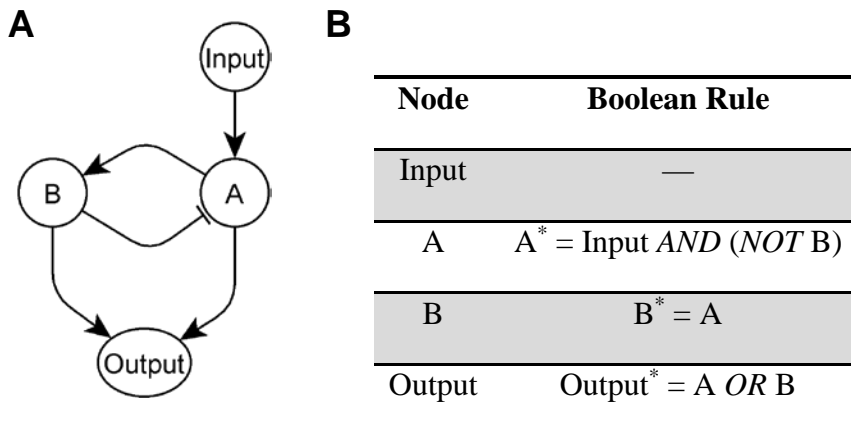 A
Input
B
A
Output
B
Node Boolean Rule
Input —
A A* = Input AND (NOT B)
B B* = A
Output Output* = A OR B